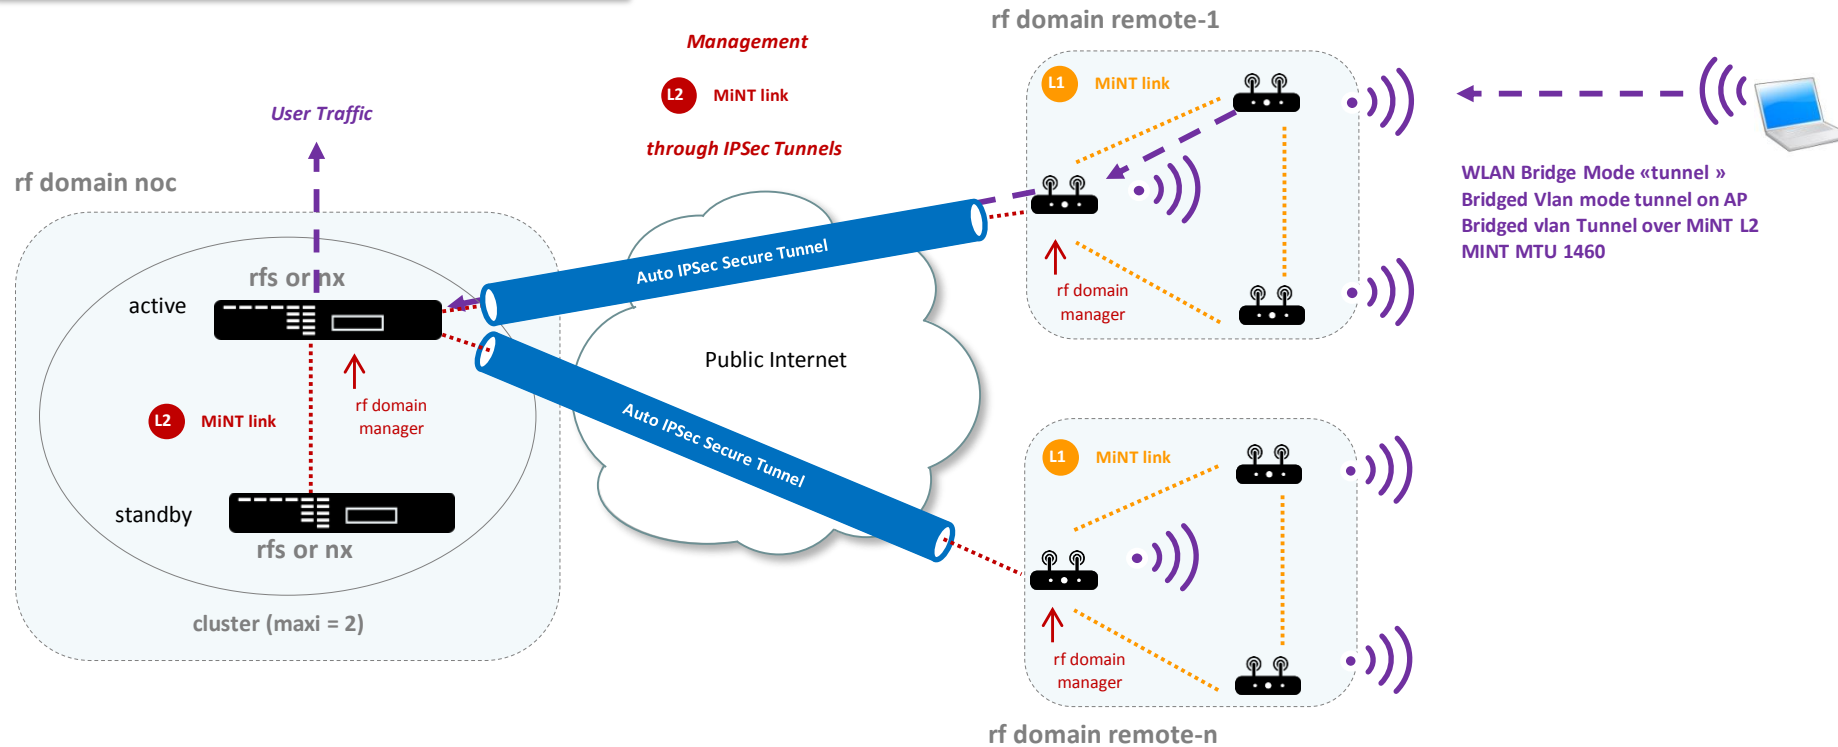 rf domain remote-1
Management
L2 MiNT link
through IPSec Tunnels
User Traffic
rf domain noc
rfs or nx
active
rf domain
manager
L2 MiNT link
standby
rfs or nx
cluster (maxi = 2)
Auto IPSec Secure Tunnel
Public Internet
Auto IPSec Secure Tunnel
L1 MiNT link
rf domain
manager
WLAN Bridge Mode «tunnel »
Bridged Vlan mode tunnel on AP
Bridged vlan Tunnel over MiNT L2
MINT MTU 1460
L1 MiNT link
rf domain
manager
rf domain remote-n